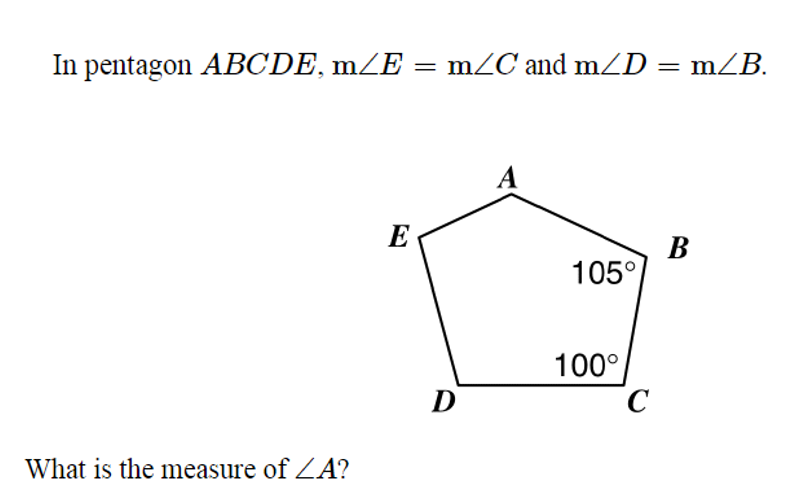 In pentagon ABCDE, m∠E = m∠C and m∠D = m∠B.
A
E
B
105°
100°
D
C
What is the measure of ∠A?